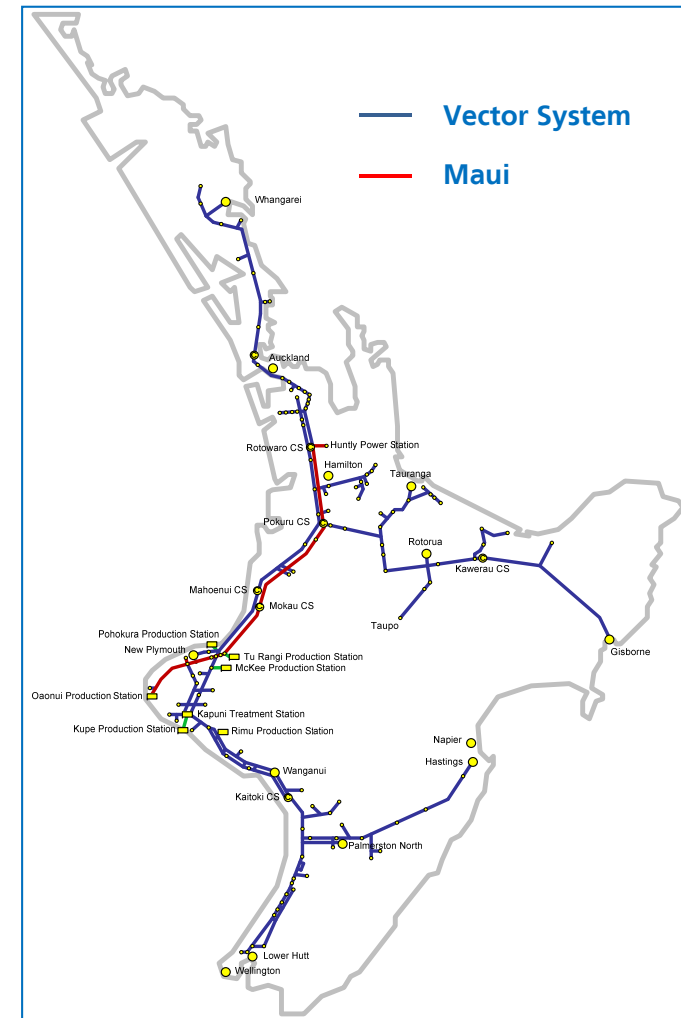 Vector System
Maui
Whangarei
Auckland
Rotowaro CS
Huntly Power Station
Hamilton
Tauranga
Pokuru CS
Rotorua
Kawerau CS
Mahoenui CS
Mokau CS
Taupo
Pohokura Production Station
New Plymouth
Gisborne
Tu Rangi Production Station
McKee Production Station
Oaonui Production Station
Kapuni Treatment Station
Kupe Production Station
Rimu Production Station
Napier
Hastings
Wanganui
Kaitoki CS
Palmerston North
Lower Hutt
Wellington